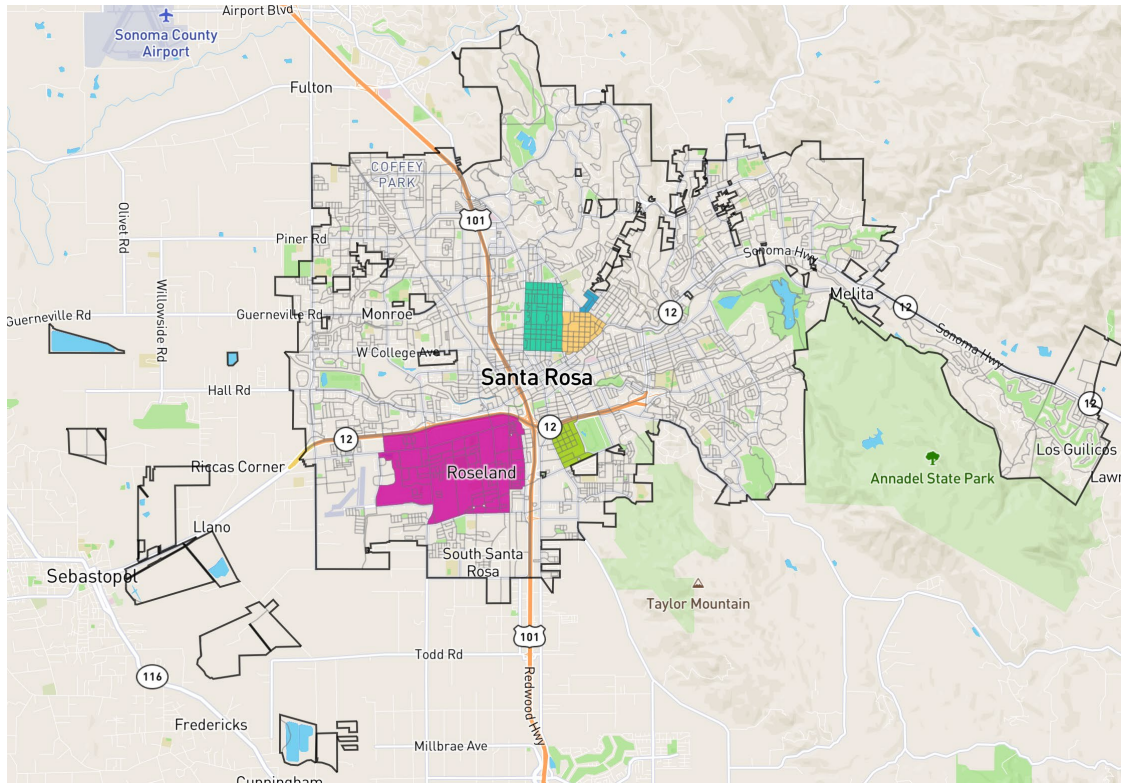 Airport Blvd
Sonoma County
Airport
Fulton
COFFEY
PARK
101
Olivet Rd
Piner Rd
Sonoma Hwy
Willowside Rd
Melita
12
12
Guerneville Rd
Guerneville Rd
Monroe
Sonoma Hwy
W College Ave
Santa Rosa
Hall Rd
12
12
12
Los Guilicos
Riccas Corner
Roseland
Annadel State Park
Lawn
Llano
South Santa
Rosa
Sebastopol
Taylor Mountain
101
Todd Rd
116
Redwood Hwy
Fredericks
Millbrae Ave
Cunningham